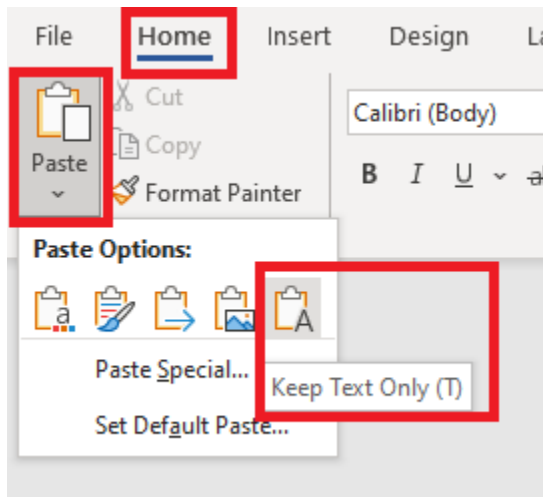 File Home Insert Design
Cut
Calibri (Body)
Copy
Paste
B I U
Format Painter
Paste Options:
a A
Paste Special...
Keep Text Only (T)
Set Default Paste...